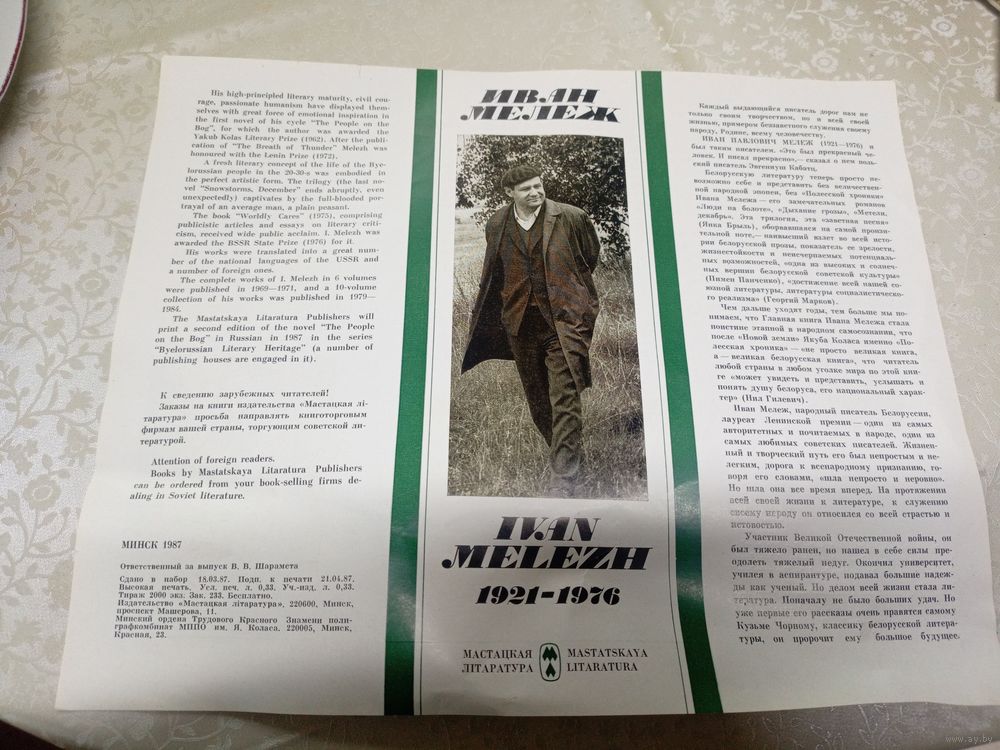 His high-principled literary maturity, civil cou-
rage, passionate humanism have displayed them-
selves with great force of emotional inspiration in
the first novel of his cycle "The People on the
Bog", for which the author was awarded the
Yakub Kolas Literary Prize (1962). After the publi-
cation of "The Breath of Thunder" Melezh was
honoured with the Lenin Prize (1972).
A fresh literary concept of the life of the Bye-
lorussian people in the 20-30-s was embodied in
the perfect artistic form. The trilogy (the last no-
vel "Snowstorms, December" ends abruptly, even
unexpectedly) captivates by the full-blooded por-
trayal of an average man, a plain peasant.
The book "Worldly Cares" (1975), comprising
publicistic articles and essays on literary criti-
cism, received wide public acclaim. I. Melezh was
awarded the BSSR State Prize (1976) for it.
His works were translated into a great num-
ber of the national languages of the USSR and
a number of foreign ones.
The complete works of I. Melezh in 6 volumes
were published in 1969—1971, and a 10-volume
collection of his works was published in 1979—
1984.
The Mastatskaya Litaratura Publishers will
print a second edition of the novel "The People
on the Bog" in Russian in 1987 in the series
"Byelorussian Literary Heritage" (a number of
publishing houses are engaged in it).
К сведению зарубежных читателей!
Заказы на книги издательства «Мастацкая лі-
таратура» просьба направлять книготорговым
фирмам вашей страны, торгующим советской ли-
тературой.
Attention of foreign readers.
Books by Mastatskaya Litaratura Publishers
can be ordered from your book-selling firms de-
aling in Soviet literature.
МИНСК 1987
Ответственный за выпуск В. В. Шарамета
Сдано в набор 18.03.87. Подп. к печати 21.04.87.
Высокая печать. Усл. печ. л. 0,33. Уч.-изд. л. 0,33.
Тираж 2000 экз. Зак. 233. Бесплатно.
Издательство «Мастацкая літаратура», 220600, Минск,
проспект Машерова, 11.
Минский ордена Трудового Красного Знамени поли-
графкомбинат МППО им. Я. Коласа. 220005, Минск,
Красная, 23.
ИВАН
МЕЛЕЖ
IVAN
MELEZH
1921-1976
МАСТАЦКАЯ
ЛІТАРАТУРА
MASTATSKAYA
LITARATURA
Каждый выдающийся писатель дорог нам не
только своим творчеством, но и всей своей
жизнью, примером беззаветного служения своему
народу, Родине, всему человечеству.
ИВАН ПАВЛОВИЧ МЕЛЕЖ (1921—1976) и
был таким писателем. «Это был прекрасный че-
ловек. И писал прекрасно»,— сказал о нем поль-
ский писатель Эвгениуш Кабатц.
Белорусскую литературу теперь просто не-
возможно себе и представить без величествен-
ной народной эпопеи, без «Полесской хроники»
Ивана Мележа — его замечательных романов
«Люди на болоте», «Дыхание грозы», «Метели,
декабрь». Эта трилогия, эта «заветная песня»
(Янка Брыль), оборвавшаяся на самой пронзи-
тельной ноте,— наивысший взлет во всей исто-
рии белорусской прозы, показатель ее зрелости,
жизнестойкости и неисчерпаемых потенциаль-
ных возможностей, «одна из высоких и солнеч-
ных вершин белорусской советской культуры»
(Пимен Панченко), «достижение всей нашей со-
юзной литературы, литературы социалистическо-
го реализма» (Георгий Марков).
Чем дальше уходят годы, тем больше мы по-
нимаем, что Главная книга Ивана Мележа стала
поистине этапной в народном самосознании, что
после «Новой земли» Якуба Коласа именно «По-
лесская хроника» — «не просто великая книга,
а — великая белорусская книга», что читатель
любой страны в любом уголке мира по этой кни-
ге «может увидеть и представить, услышать и
понять душу белоруса, его национальный харак-
тер» (Нил Гилевич).
Иван Мележ, народный писатель Белоруссии,
лауреат Ленинской премии — один из самых
авторитетных и почитаемых в народе, один из
самых любимых советских писателей. Жизнен-
ный и творческий путь его был непростым и не-
легким, дорога к всенародному признанию, го-
воря его словами, «шла непросто и неровно».
Но шла она все время вперед. На протяжении
всей своей жизни к литературе, к служению
своему народу он относился со всей страстью и
истовостью.
Участник Великой Отечественной войны, он
был тяжело ранен, но нашел в себе силы пре-
одолеть тяжелый недуг. Окончил университет,
учился в аспирантуре, подавал большие надеж-
ды как ученый. Но делом всей жизни стала ли-
тература. Поначалу не было больших удач. Но
уже первые его рассказы очень нравятся самому
Кузьме Чорному, классику белорусской литера-
туры, он пророчит ему большое будущее.
www.ay.by